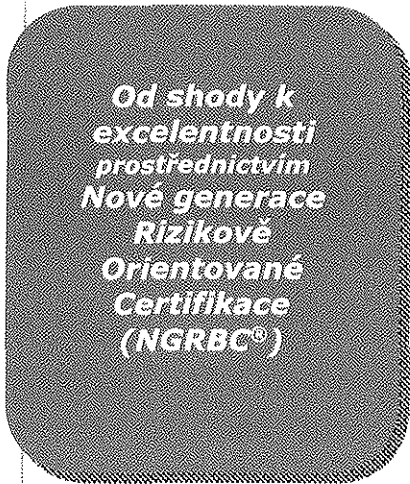 Od shody k
excelentnosti
prostřednictvím
Nové generace
Rizikově
Orientované
Certifikace
(NGRBC®)